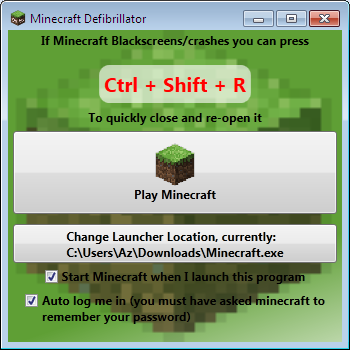 Minecraft Defibrillator
If Minecraft Blackscreens/crashes you can press
Ctrl + Shift + R
To quickly close and re-open it
Play Minecraft
Change Launcher Location, currently:
C:\Users\Az\Downloads\Minecraft.exe
Start Minecraft when I launch this program
Auto log me in (you must have asked minecraft to
remember your password)